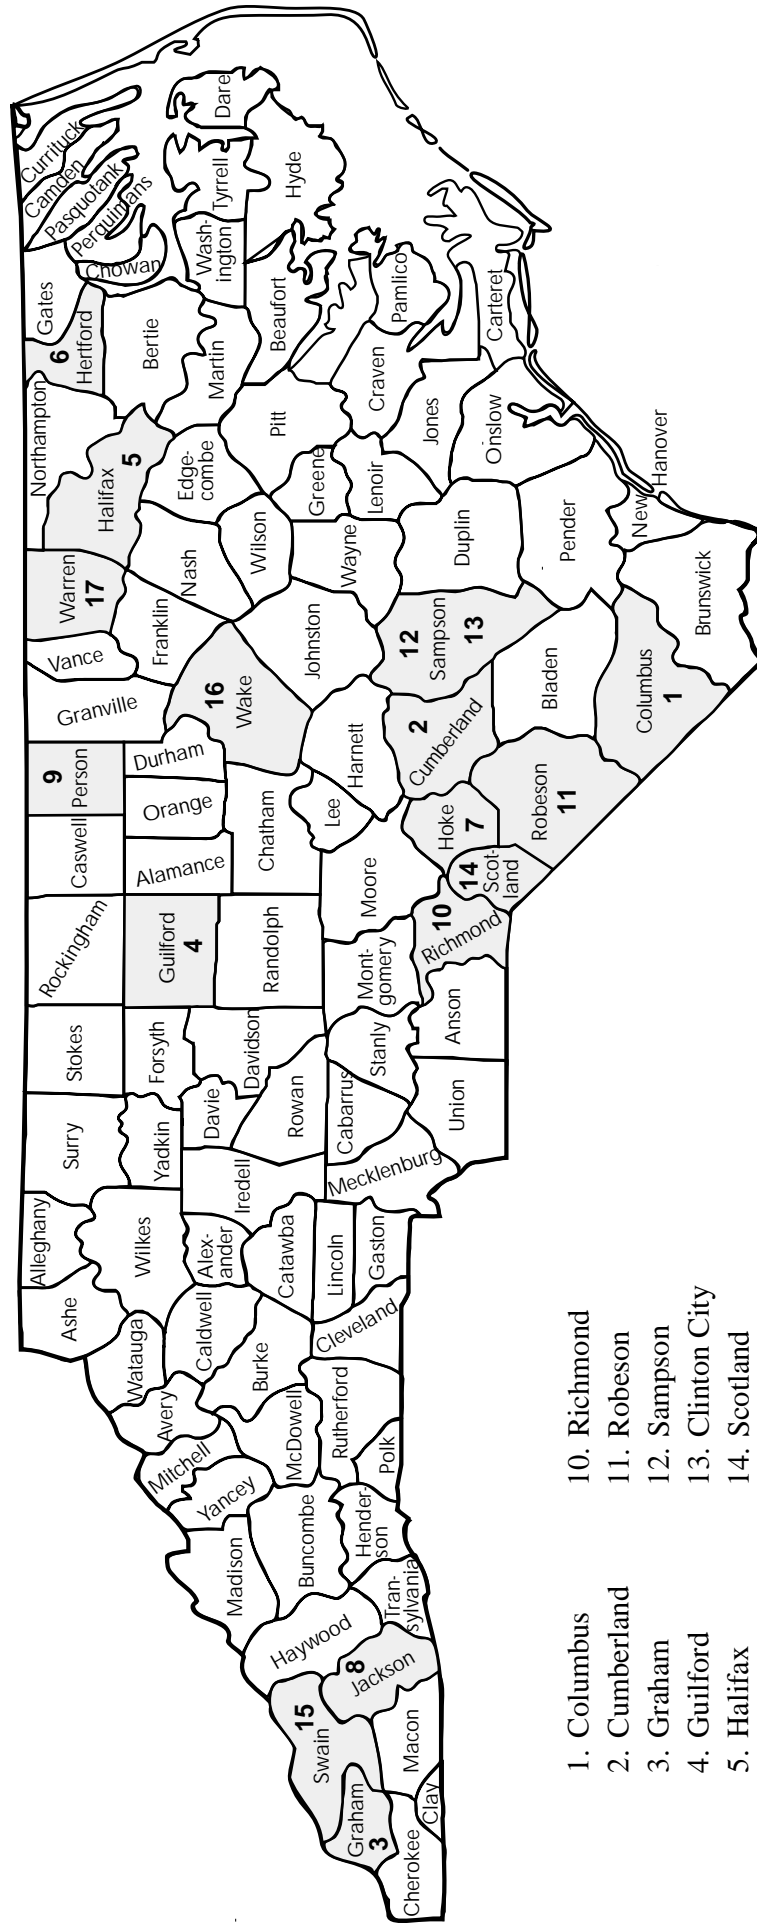 Currituck
Camden
Pasquotank
Perquimans
Chowan
Gates
6
Hertford
Northampton
Halifax
5
Warren
17
Vance
Granville
9
Person
Caswell
Rockingham
Stokes
Surry
Alleghany
Ashe
Dare
Tyrrell
Wash-
ington
Bertie
Martin
Edge-
combe
Nash
Franklin
16
Wake
Durham
Orange
Alamance
Guilford
4
Forsyth
Davie
Yadkin
Wilkes
Watauga
Avery
Mitchell
Yancey
Madison
Hyde
Beaufort
Pitt
Greene
Wilson
Johnston
Chatham
Randolph
Davidson
Rowan
Iredell
Alex-
ander
Catawba
Caldwell
Burke
McDowell
Buncombe
Haywood
Pamlico
Craven
Lenoir
Wayne
Harnett
Lee
Moore
Mont-
gomery
Stanly
Cabarrus
Mecklenburg
Lincoln
Gaston
Cleveland
Rutherford
Polk
Hender-
son
Tran-
sylvania
8
Jackson
15
Swain
Macon
Graham
3
Clay
Cherokee
Carteret
Jones
Onslow
Duplin
12
Sampson
13
2
Cumberland
Hoke
7
14
Scot-
land
10
Richmond
Anson
Union
Pender
New Hanover
Bladen
Robeson
11
Brunswick
Columbus
1
1. Columbus
2. Cumberland
3. Graham
4. Guilford
5. Halifax
10. Richmond
11. Robeson
12. Sampson
13. Clinton City
14. Scotland